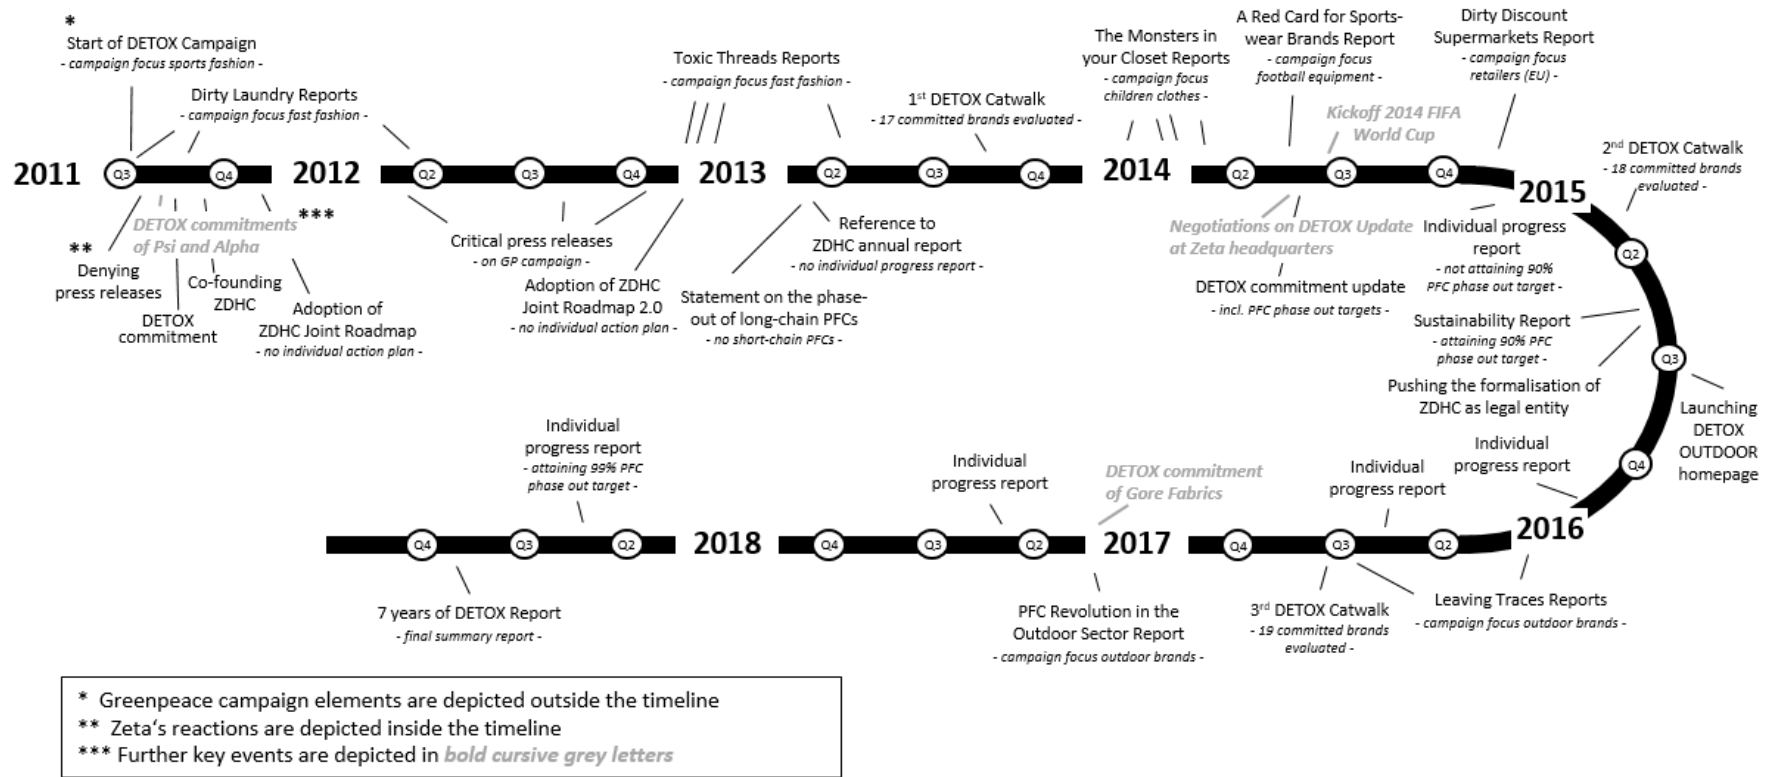 *
Start of DETOX Campaign
- campaign focus sports fashion -
Dirty Laundry Reports
- campaign focus fast fashion -
Toxic Threads Reports
- campaign focus fast fashion -
1st DETOX Catwalk
- 17 committed brands evaluated -
The Monsters in
your Closet Reports
- campaign focus
children clothes -
A Red Card for Sports-
wear Brands Report
- campaign focus
football equipment -
Kickoff 2014 FIFA
World Cup
Dirty Discount
Supermarkets Report
- campaign focus
retailers (EU) -
2nd DETOX Catwalk
- 18 committed brands
evaluated -
2011 Q3 Q4 2012 Q2 Q3 Q4 2013 Q2 Q3 Q4 2014 Q2 Q3 Q4 2015
Q2
Q3
Q4
**
Denying
press releases
DETOX commitments
of Psi and Alpha
***
DETOX
commitment
Co-founding
ZDHC
Adoption of
ZDHC Joint Roadmap
- no individual action plan -
Critical press releases
- on GP campaign -
Adoption of ZDHC
Joint Roadmap 2.0
- no individual action plan -
Statement on the phase-
out of long-chain PFCs
- no short-chain PFCs -
Reference to
ZDHC annual report
- no individual progress report -
Negotiations on DETOX Update
at Zeta headquarters
DETOX commitment update
- incl. PFC phase out targets -
Individual progress
report
- not attaining 90%
PFC phase out target -
Sustainability Report
- attaining 90% PFC
phase out target -
Pushing the formalisation of
ZDHC as legal entity
Launching
DETOX
OUTDOOR
homepage
Individual
progress report
Individual
progress report
DETOX commitment
of Gore Fabrics
Individual
progress report
Individual
progress report
- attaining 99% PFC
phase out target -
Q4 Q3 Q2 2018 Q4 Q3 Q2 2017 Q4 Q3 Q2 2016
7 years of DETOX Report
- final summary report -
PFC Revolution in the
Outdoor Sector Report
- campaign focus outdoor brands -
3rd DETOX Catwalk
- 19 committed brands
evaluated -
Leaving Traces Reports
- campaign focus outdoor brands -
* Greenpeace campaign elements are depicted outside the timeline
** Zeta's reactions are depicted inside the timeline
*** Further key events are depicted in bold cursive grey letters